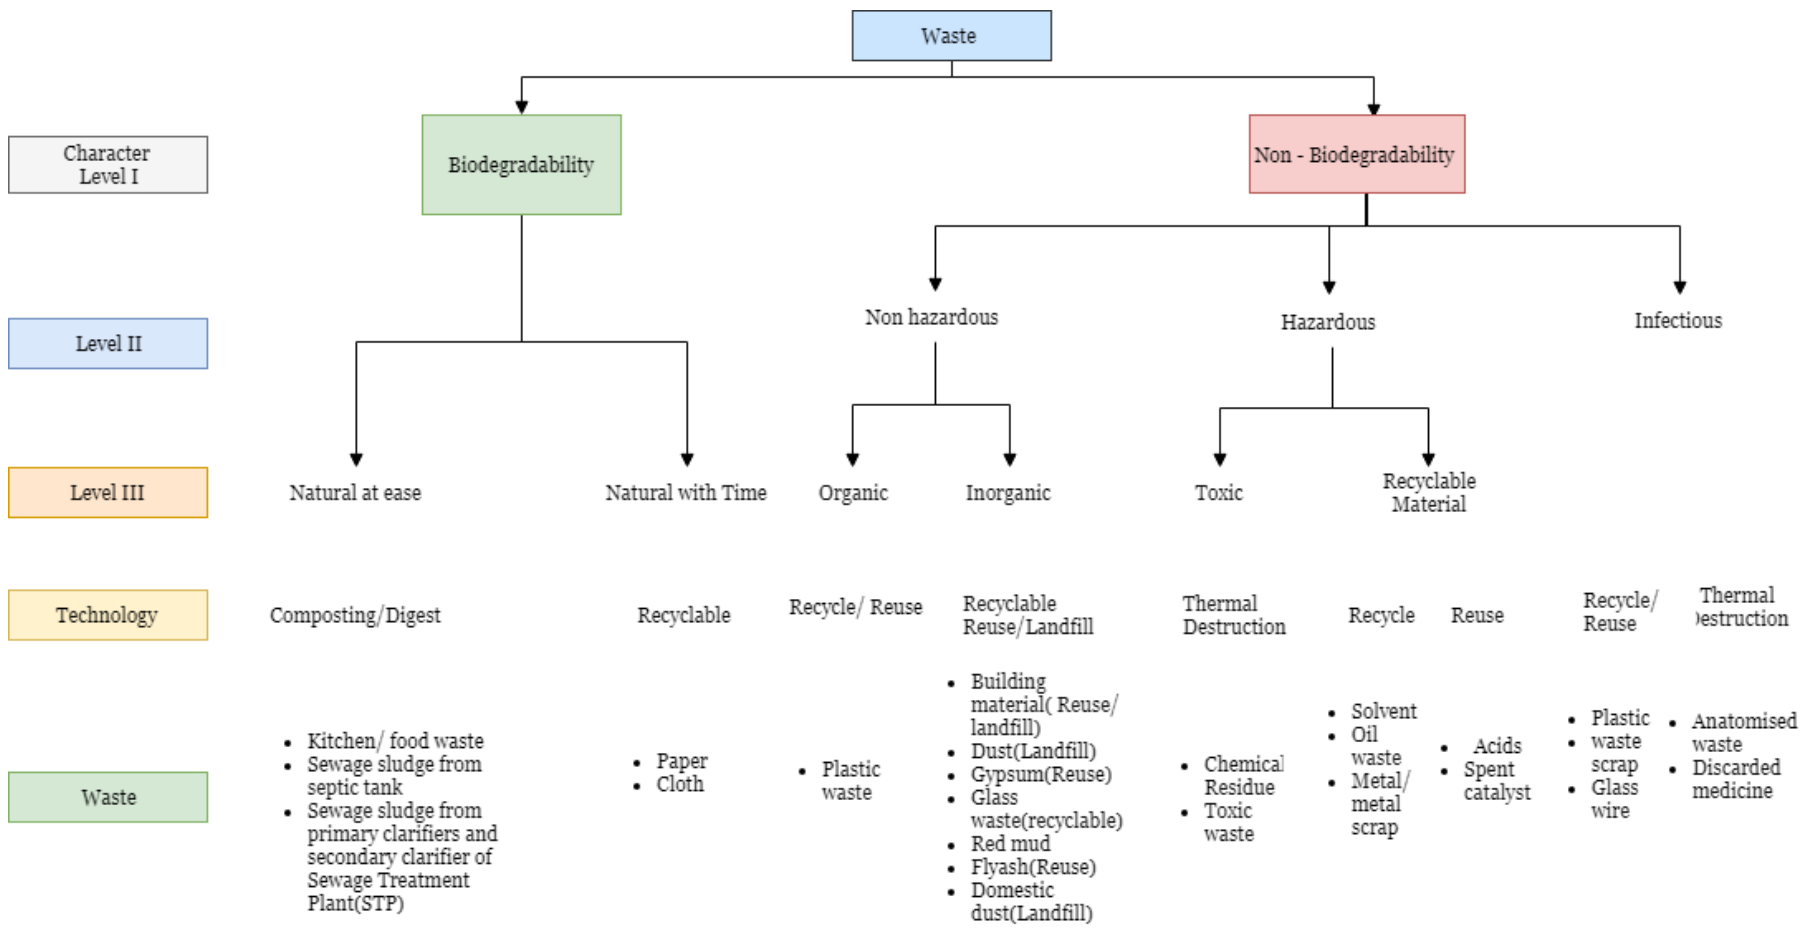 Waste
Character
Level I
Biodegradability
Non - Biodegradability
Level II
Non hazardous
Hazardous
Infectious
Level III
Natural at ease
Natural with Time
Organic
Inorganic
Toxic
Recyclable
Material
Technology
Composting/Digest
Recyclable
Recycle/ Reuse
Recyclable
Reuse/Landfill
Thermal
Destruction
Recycle
Reuse
Recycle/
Reuse
Thermal
Destruction
Waste
• Kitchen/ food waste
• Sewage sludge from
septic tank
• Sewage sludge from
primary clarifiers and
secondary clarifier of
Sewage Treatment
Plant(STP)
• Paper
• Cloth
• Plastic
waste
• Building
material( Reuse/
landfill)
• Dust(Landfill)
• Gypsum(Reuse)
• Glass
waste(recyclable)
• Red mud
• Flyash(Reuse)
• Domestic
dust(Landfill)
• Chemical
Residue
• Toxic
waste
• Solvent
• Oil
waste
• Metal/
metal
scrap
• Acids
• Spent
catalyst
• Plastic
• waste
scrap
• Glass
wire
• Anatomised
waste
• Discarded
medicine